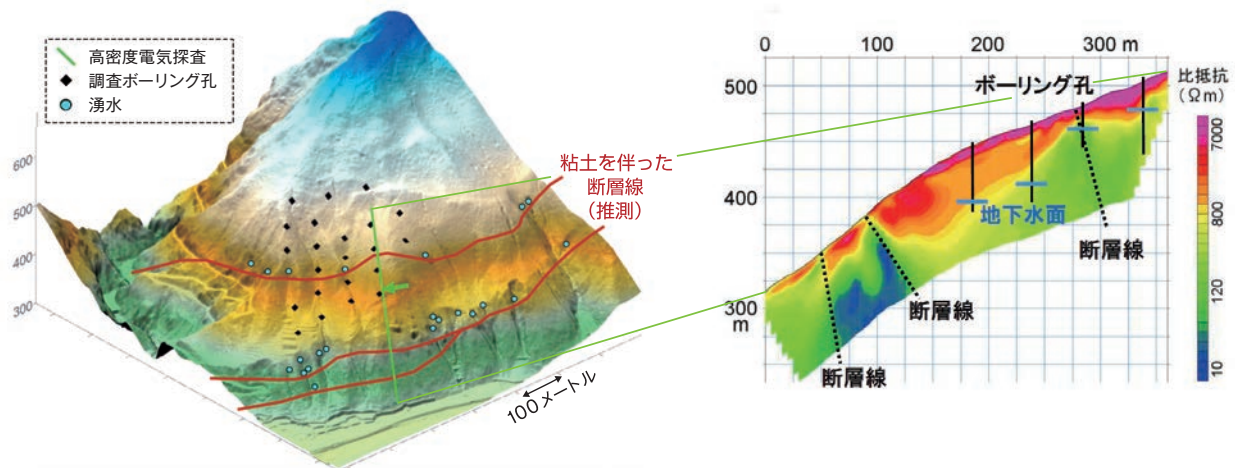 高密度電気探査
調査ボーリング孔
湧水
600
500
400
300
粘土を伴った
断層線
（推測）
100メートル
0
100
200
300 m
500
400
300
m
ボーリング孔
地下水面
断層線
断層線
断層線
比抵抗
（Ωm）
7000
800
120
10